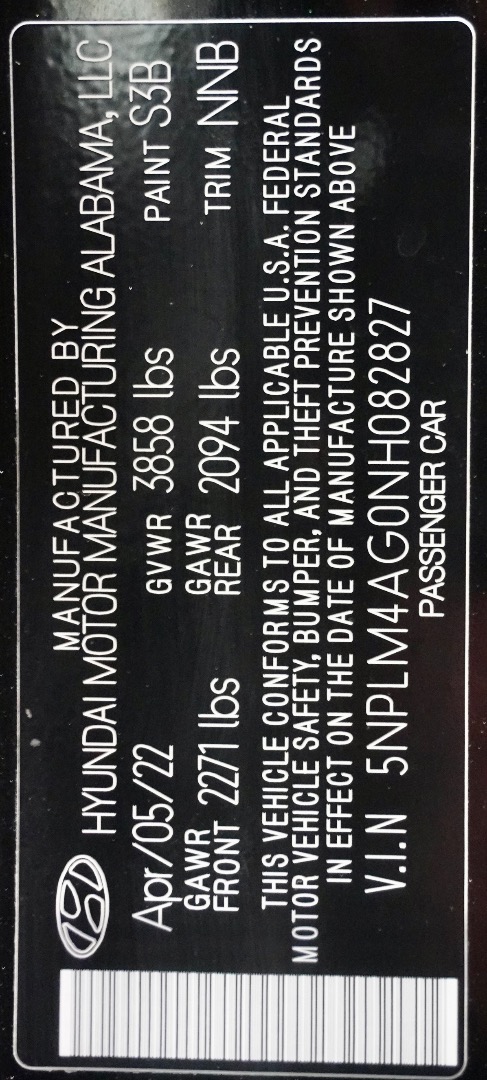 MANUFACTURED BY
HYUNDAI MOTOR MANUFACTURING ALABAMA, LLC
Apr/05/22 GVWR 3858 lbs PAINT S3B
GAWR FRONT 2271 lbs GAWR REAR 2094 lbs TRIM NNB
THIS VEHICLE CONFORMS TO ALL APPLICABLE U.S.A. FEDERAL
MOTOR VEHICLE SAFETY, BUMPER, AND THEFT PREVENTION STANDARDS
IN EFFECT ON THE DATE OF MANUFACTURE SHOWN ABOVE
V.I.N 5NPLM4AG0NH082827
PASSENGER CAR